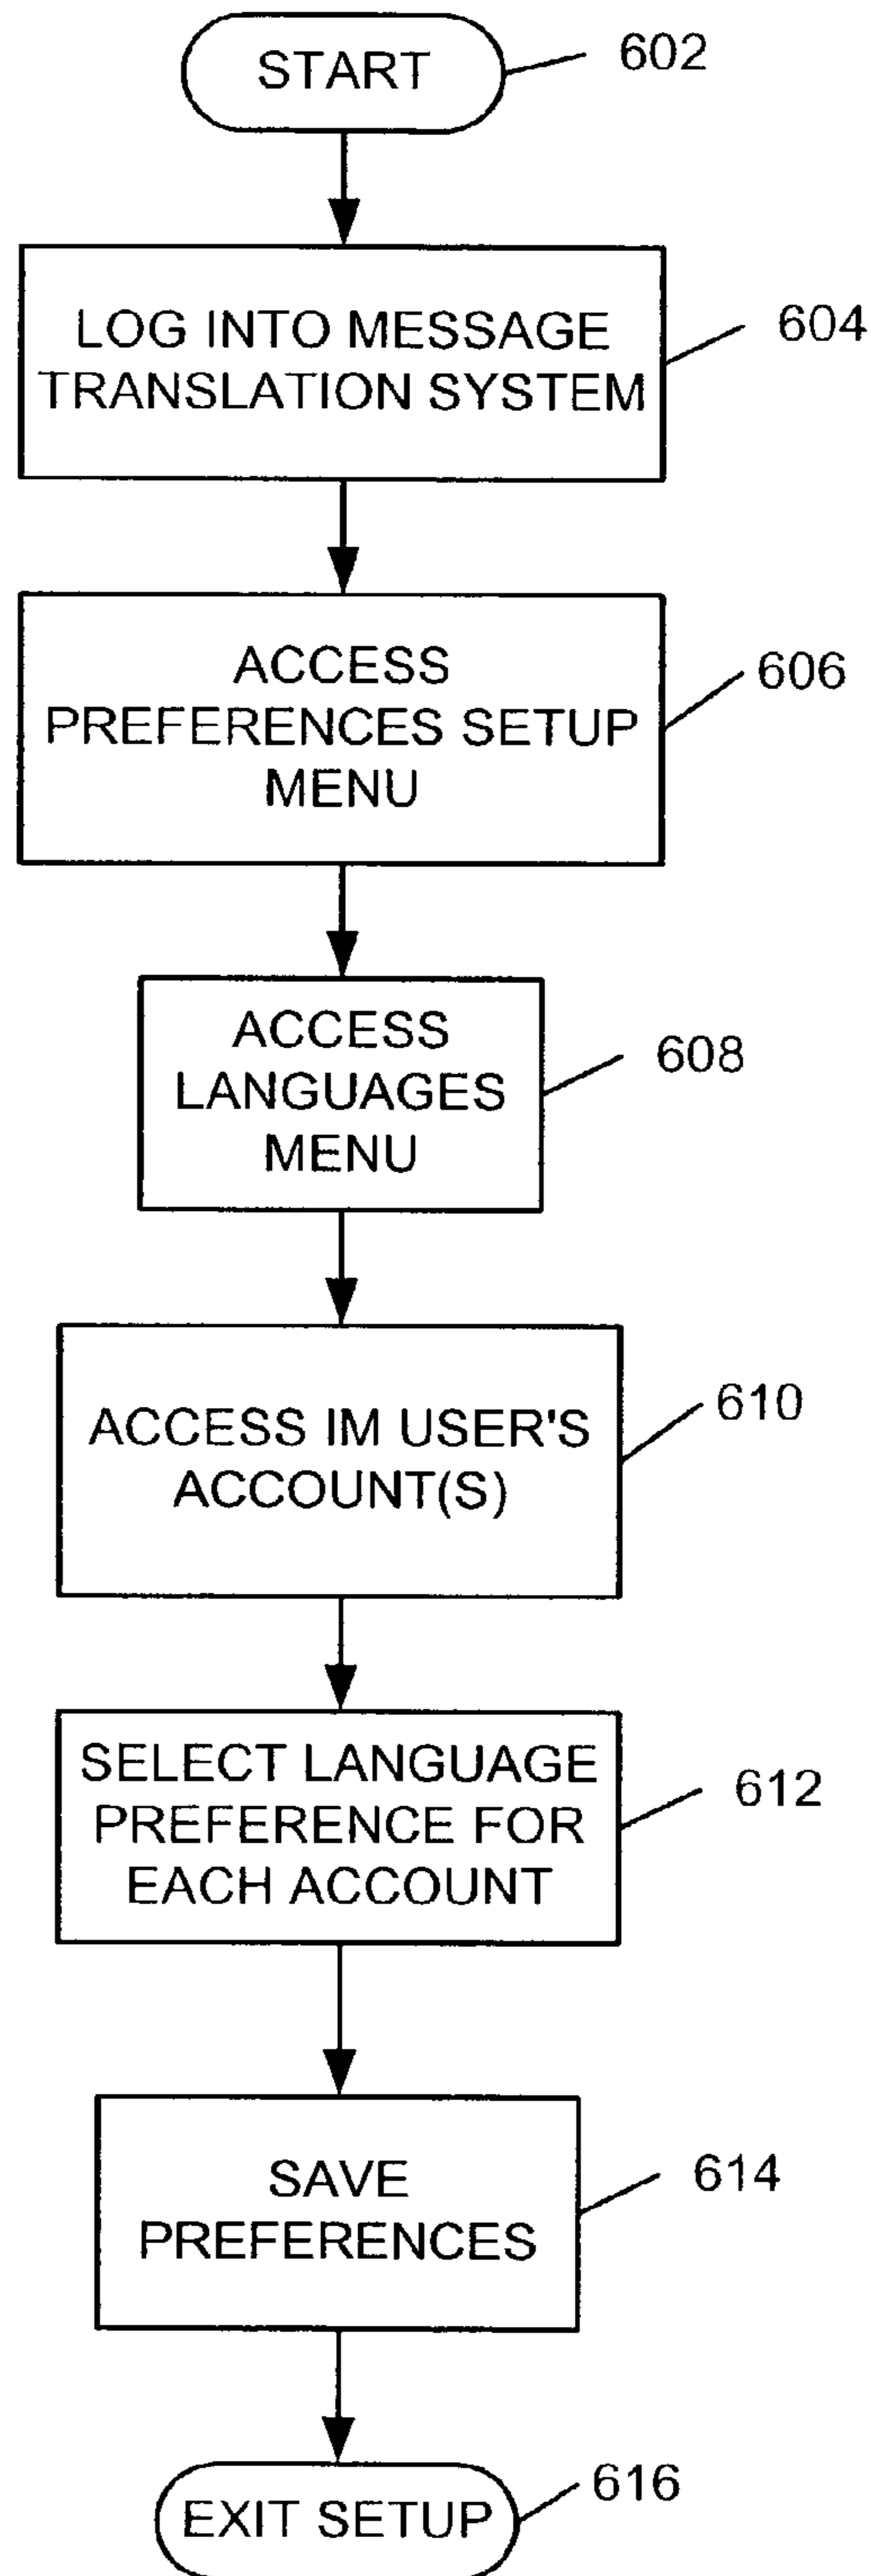 START
602
LOG INTO MESSAGE
TRANSLATION SYSTEM
604
ACCESS
PREFERENCES SETUP
MENU
606
ACCESS
LANGUAGES
MENU
608
ACCESS IM USER'S
ACCOUNT(S)
610
SELECT LANGUAGE
PREFERENCE FOR
EACH ACCOUNT
612
SAVE
PREFERENCES
614
EXIT SETUP
616